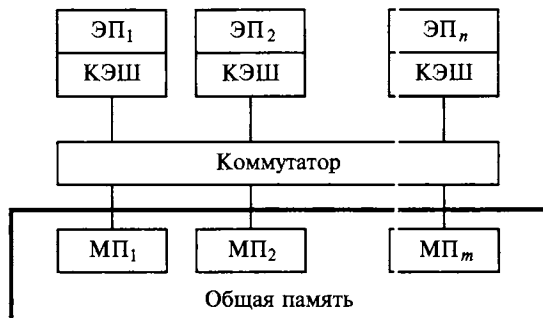 ЭП₁ ЭП₂ ЭПₙ
КЭШ КЭШ КЭШ
Коммутатор
МП₁ МП₂ МПₘ
Общая память